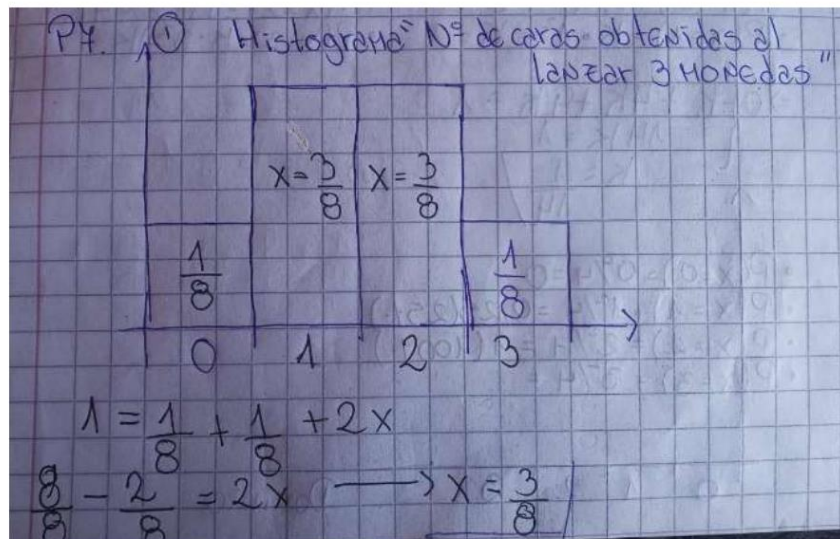 P7. ① Histograma "Nº de caras obtenidas al
lanzar 3 monedas"
x = 3/8 x = 3/8
1/8 1/8
0 1 2 3
1 = 1/8 + 1/8 + 2x
8/8 - 2/8 = 2x → x = 3/8